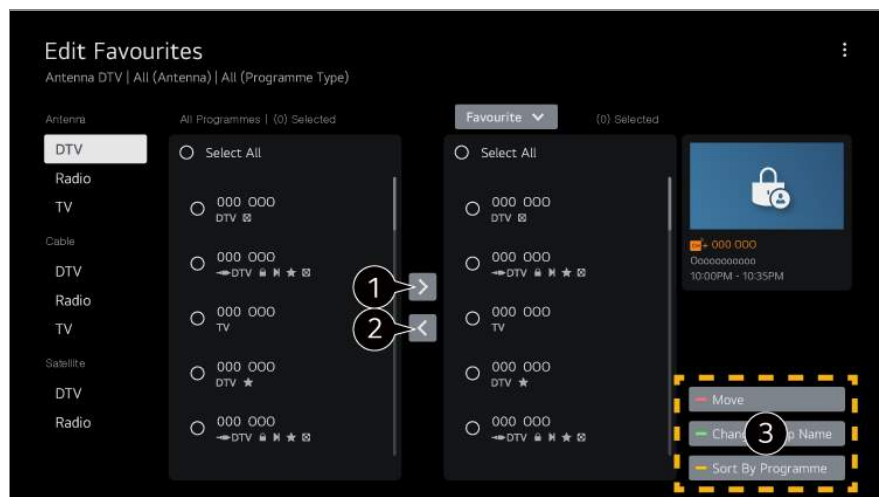 Edit Favourites
Antenna DTV | All (Antenna) | All (Programme Type)
Antenna
DTV
Radio
TV
Cable
DTV
Radio
TV
Satellite
DTV
Radio
All Programmes | (0) Selected
Select All
000 000
DTV
000 000
DTV
000 000
TV
000 000
DTV
000 000
DTV
1
2
Favourite
(0) Selected
Select All
000 000
DTV
000 000
DTV
000 000
TV
000 000
DTV
000 000
DTV
000 000
Oooooooooo
10:00PM - 10:35PM
Move
3
Name
Sort By Programme